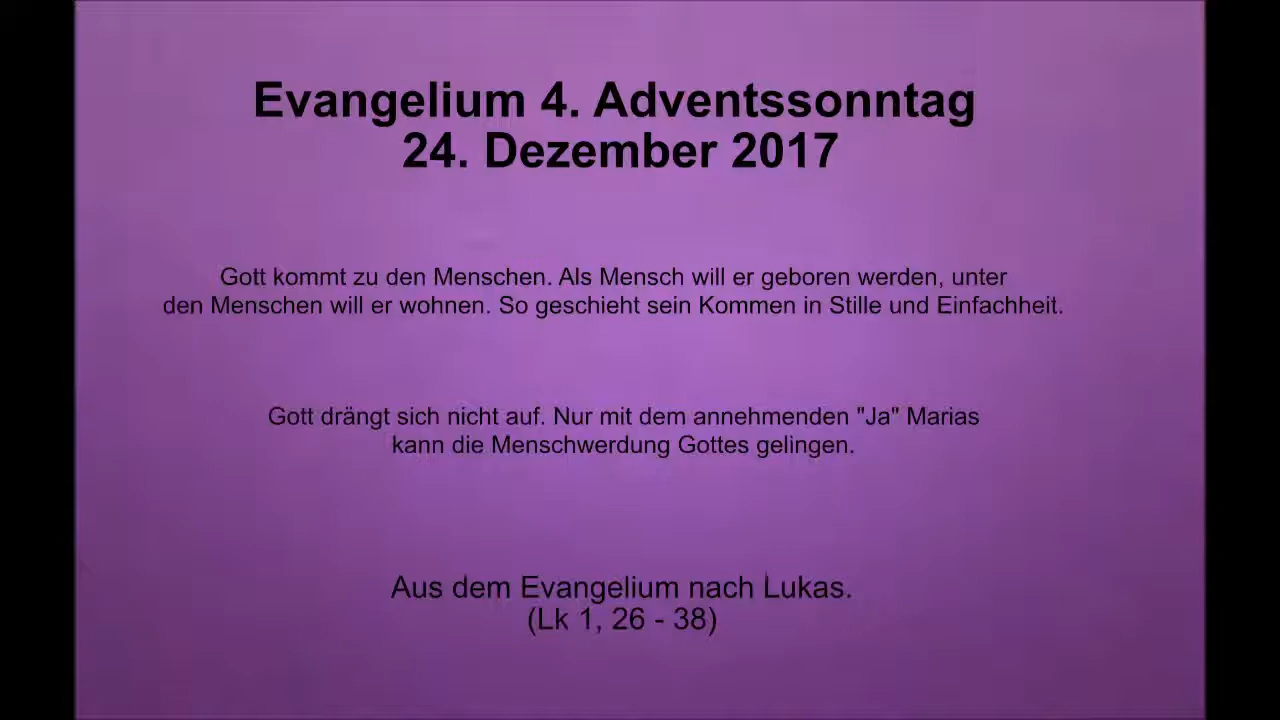 Evangelium 4. Adventssonntag
24. Dezember 2017
Gott kommt zu den Menschen. Als Mensch will er geboren werden, unter
den Menschen will er wohnen. So geschieht sein Kommen in Stille und Einfachheit.
Gott drängt sich nicht auf. Nur mit dem annehmenden "Ja" Marias
kann die Menschwerdung Gottes gelingen.
Aus dem Evangelium nach Lukas.
(Lk 1, 26 - 38)